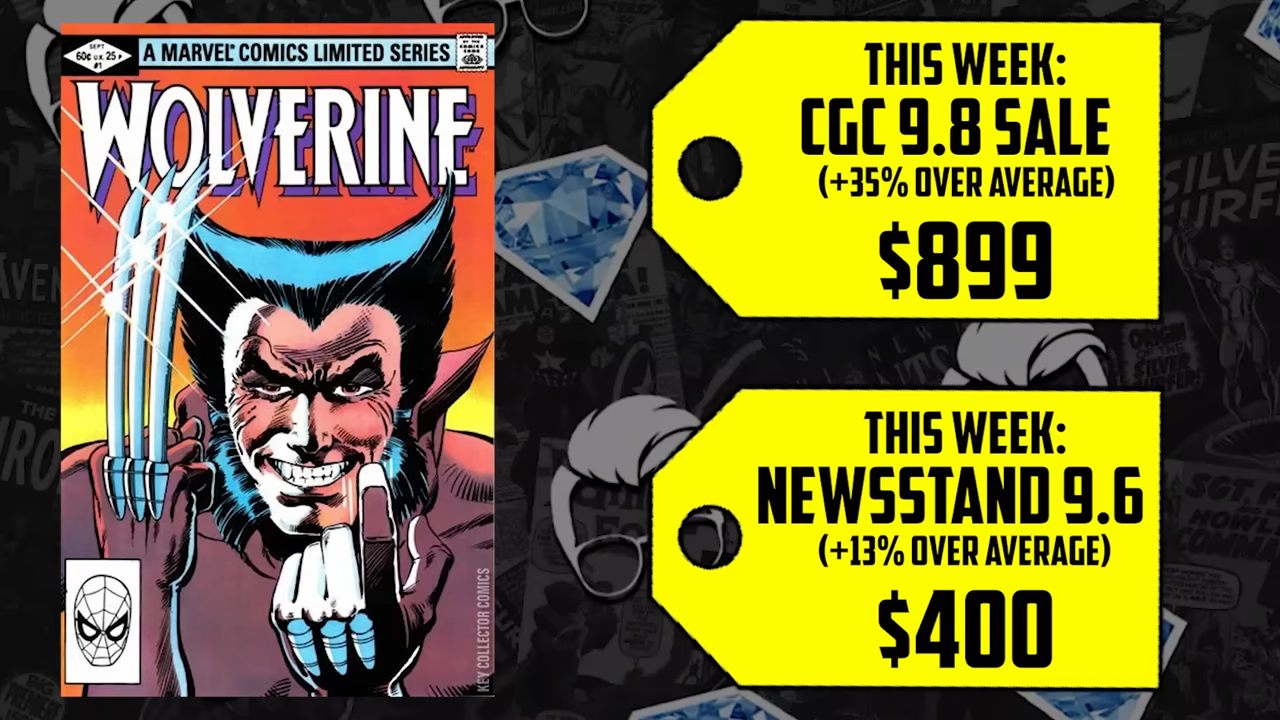 SEPT
60¢ U.K. 25P
#1
A MARVEL® COMICS LIMITED SERIES
APPROVED
BY THE
COMICS
CODE
WOLVERINE
TM
KEY COLLECTOR COMICS
THIS WEEK:
CGC 9.8 SALE
(+35% OVER AVERAGE)
$899
THIS WEEK:
NEWSSTAND 9.6
(+13% OVER AVERAGE)
$400